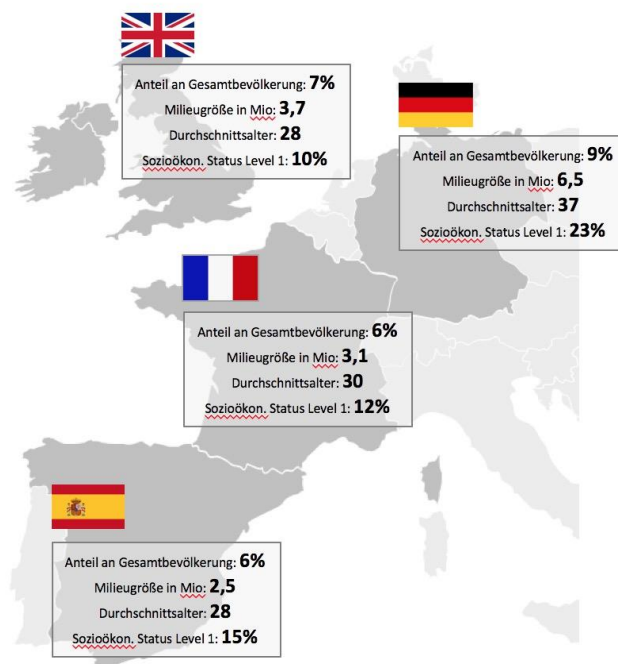 Anteil an Gesamtbevölkerung: 7%
Milieugröße in Mio: 3,7
Durchschnittsalter: 28
Sozioökon. Status Level 1: 10%
Anteil an Gesamtbevölkerung: 9%
Milieugröße in Mio: 6,5
Durchschnittsalter: 37
Sozioökon. Status Level 1: 23%
Anteil an Gesamtbevölkerung: 6%
Milieugröße in Mio: 3,1
Durchschnittsalter: 30
Sozioökon. Status Level 1: 12%
Anteil an Gesamtbevölkerung: 6%
Milieugröße in Mio: 2,5
Durchschnittsalter: 28
Sozioökon. Status Level 1: 15%